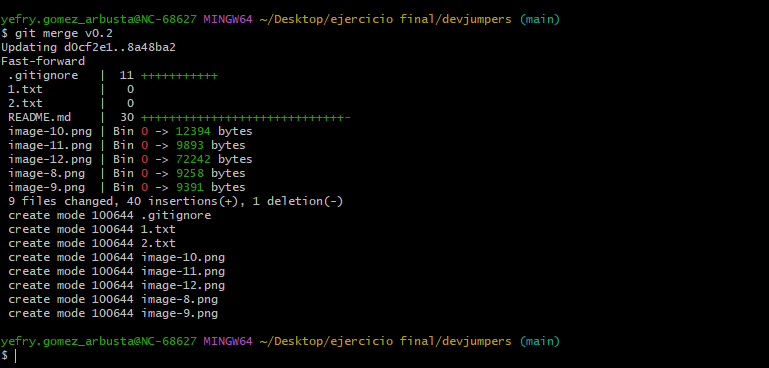 yefry.gomez_arbusta@NC-68627 MINGW64 ~/Desktop/ejercicio final/devjumpers (main)
$ git merge v0.2
Updating d0cf2e1..8a48ba2
Fast-forward
 .gitignore   |  11 +++++++++++
 1.txt        |   0
 2.txt        |   0
 README.md    |  30 +++++++++++++++++++++++++++++-
 image-10.png | Bin 0 -> 12394 bytes
 image-11.png | Bin 0 -> 9893 bytes
 image-12.png | Bin 0 -> 72242 bytes
 image-8.png  | Bin 0 -> 9258 bytes
 image-9.png  | Bin 0 -> 9391 bytes
 9 files changed, 40 insertions(+), 1 deletion(-)
 create mode 100644 .gitignore
 create mode 100644 1.txt
 create mode 100644 2.txt
 create mode 100644 image-10.png
 create mode 100644 image-11.png
 create mode 100644 image-12.png
 create mode 100644 image-8.png
 create mode 100644 image-9.png
yefry.gomez_arbusta@NC-68627 MINGW64 ~/Desktop/ejercicio final/devjumpers (main)
$